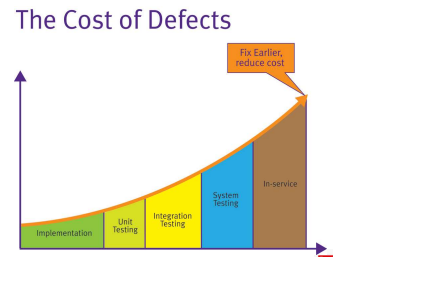 The Cost of Defects
Fix Earlier,
reduce cost
In-service
System
Testing
Integration
Testing
Unit
Testing
Implementation